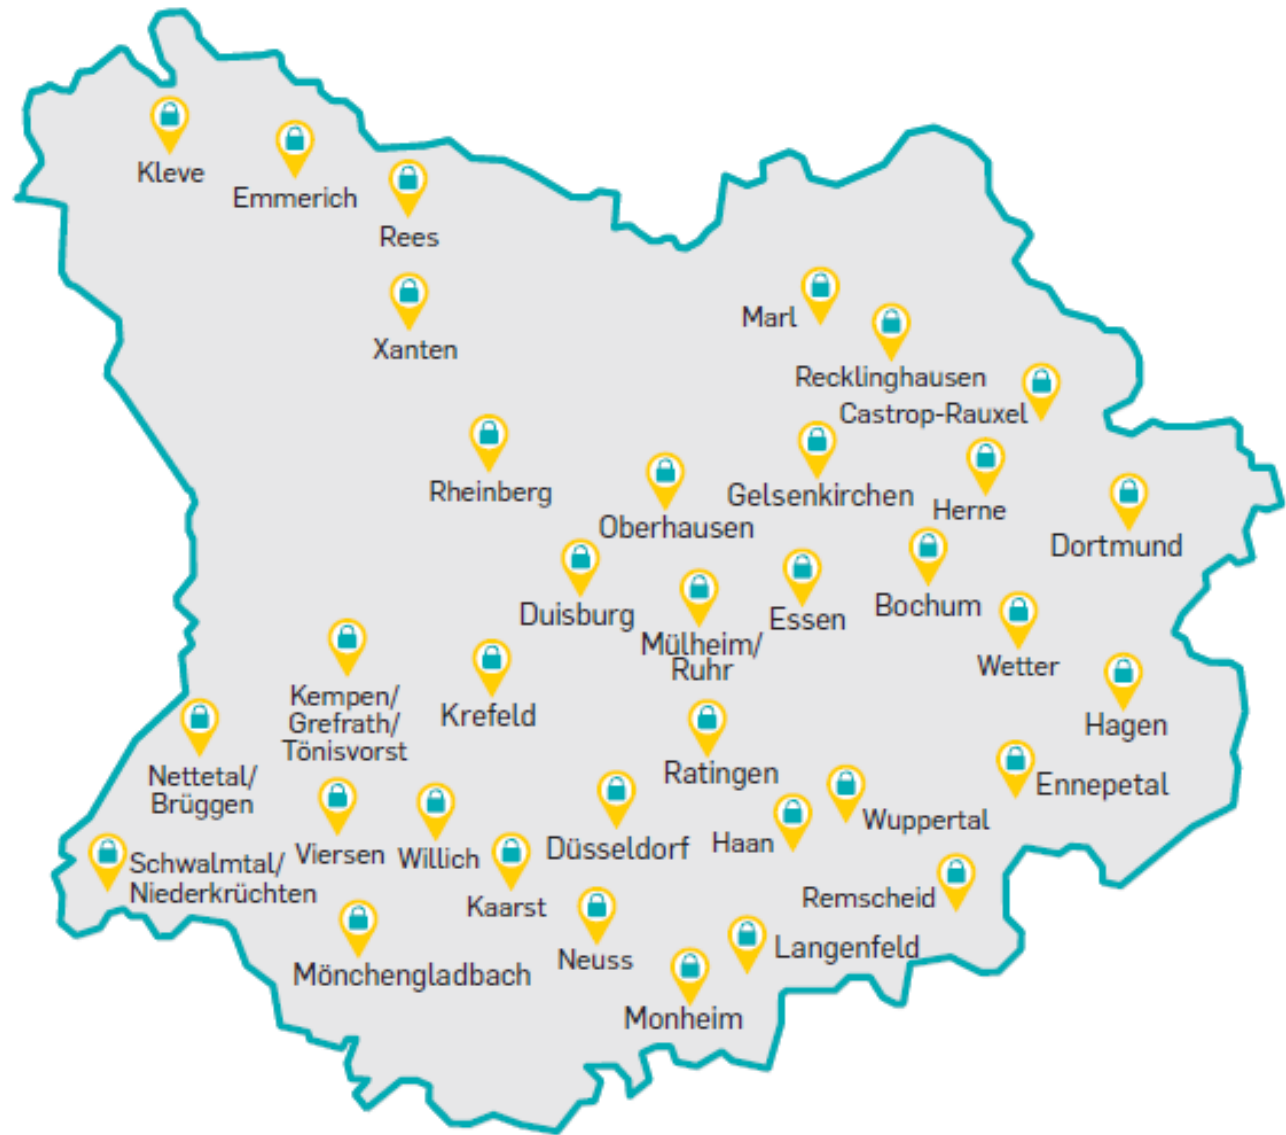 Kleve
Emmerich
Rees
Marl
Xanten
Recklinghausen
Castrop-Rauxel
Rheinberg
Gelsenkirchen
Herne
Oberhausen
Dortmund
Duisburg
Essen
Bochum
Mülheim/
Ruhr
Wetter
Kempen/
Grefrath/
Tönisvorst
Krefeld
Hagen
Nettetal/
Brüggen
Ratingen
Ennepetal
Viersen
Willich
Düsseldorf
Haan
Wuppertal
Schwalmtal/
Niederkrüchten
Kaarst
Remscheid
Mönchengladbach
Neuss
Langenfeld
Monheim